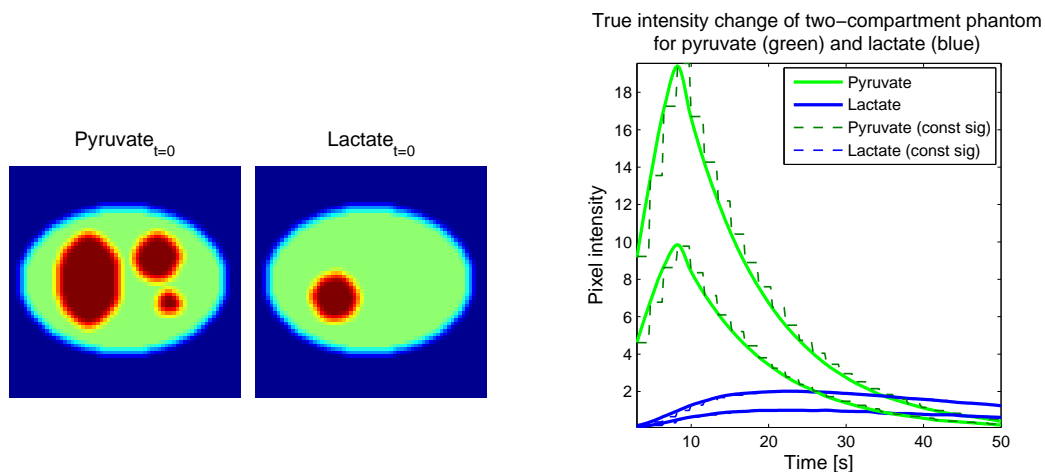 Pyruvate t=0
Lactate t=0
True intensity change of two−compartment phantom
for pyruvate (green) and lactate (blue)
Pixel intensity
18
16
14
12
10
8
6
4
2
Pyruvate
Lactate
Pyruvate (const sig)
Lactate (const sig)
10
20
30
40
50
Time [s]